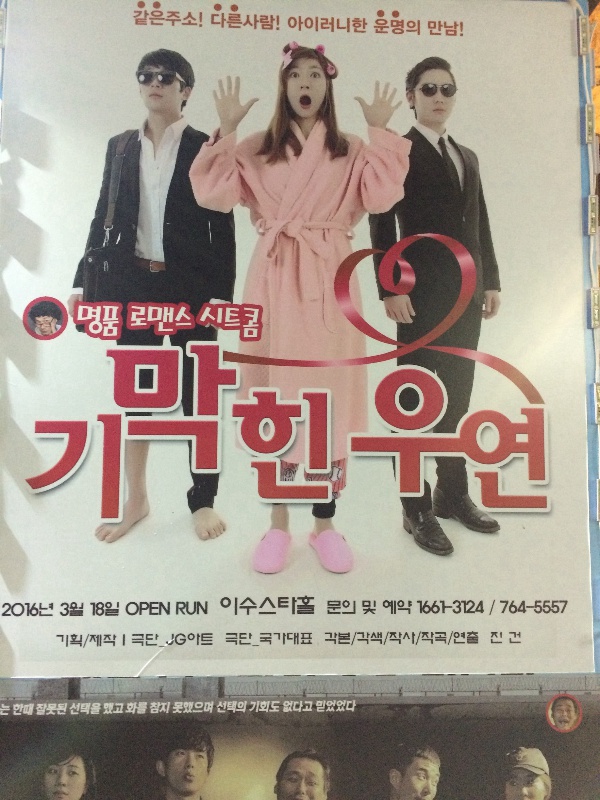 같은주소! 다른사람! 아이러니한 운명의 만남!
명품 로맨스 시트콤
기막힌 우연
2016년 3월 18일 OPEN RUN 이수스타홀 문의 및 예약 1661-3124 / 764-5557
기획/제작 I 극단_JG아트 극단_국가대표 각본/각색/작사/작곡/연출 진 건
는 한때 잘못된 선택을 했고 화를 참지 못했으며 선택의 기회도 없다고 믿었었다